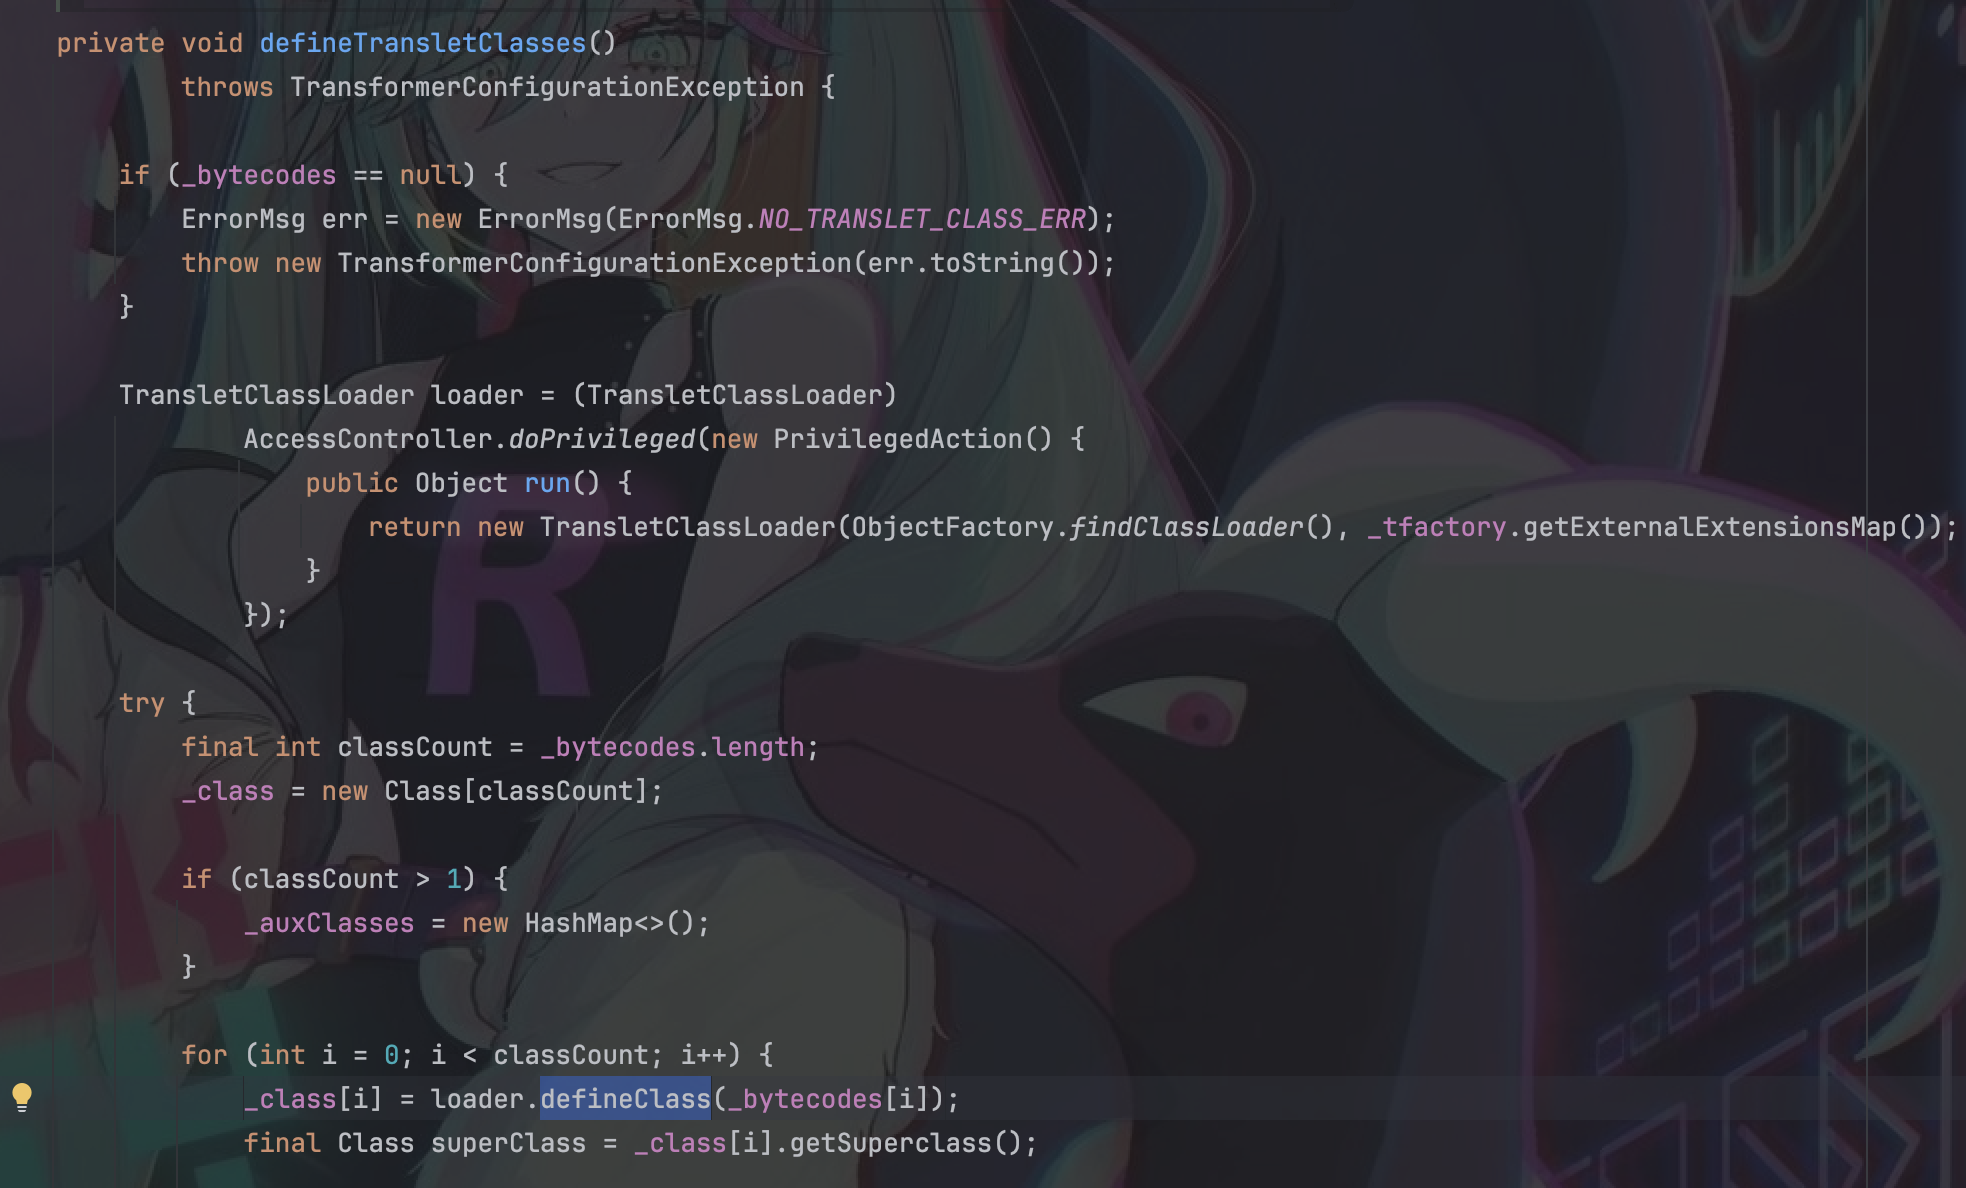 private void defineTransletClasses()
throws TransformerConfigurationException {
if (_bytecodes == null) {
ErrorMsg err = new ErrorMsg(ErrorMsg.NO_TRANSLET_CLASS_ERR);
throw new TransformerConfigurationException(err.toString());
}
TransletClassLoader loader = (TransletClassLoader)
AccessController.doPrivileged(new PrivilegedAction() {
public Object run() {
return new TransletClassLoader(ObjectFactory.findClassLoader(), _tfactory.getExternalExtensionsMap());
}
});
try {
final int classCount = _bytecodes.length;
_class = new Class[classCount];
if (classCount > 1) {
_auxClasses = new HashMap<>();
}
for (int i = 0; i < classCount; i++) {
_class[i] = loader.defineClass(_bytecodes[i]);
final Class superClass = _class[i].getSuperclass();
R